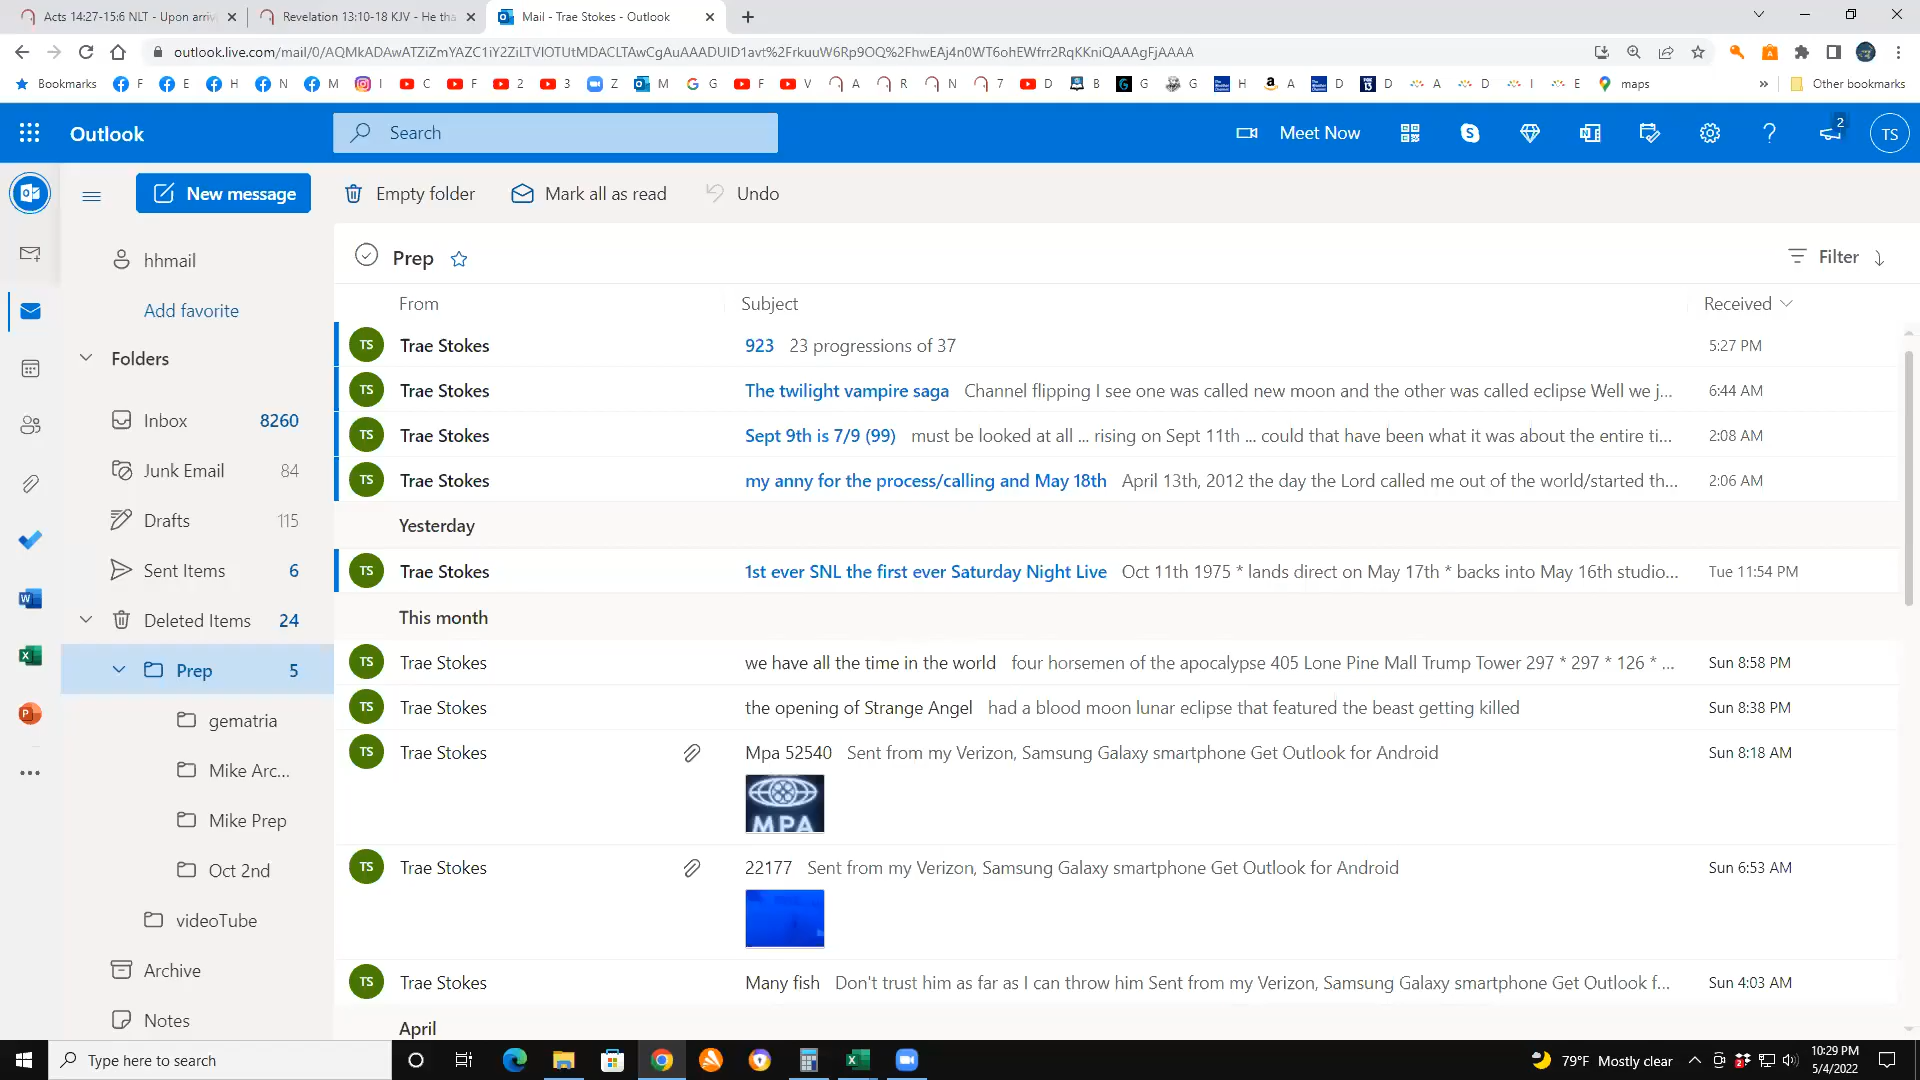 Acts 14:27-15:6 NLT - Upon arriv
Revelation 13:10-18 KJV - He tha
Mail - Trae Stokes - Outlook
outlook.live.com/mail/0/AQMkADAwATZiZmYAZC1iY2ZiLTVlOTUtMDACLTAwCgAuAAADUID1avt%2FrkuuW6Rp9OQ%2FhwEAj4n0WT6ohEWfrr2RqKKniQAAAgFjAAAA
Bookmarks F E H N M I C F 2 3 Z M G F V A R N 7 D B G G H A D D A D I E maps » Other bookmarks
Outlook
Search
Meet Now
2
TS
New message
Empty folder
Mark all as read
Undo
hhmail
Add favorite
Folders
Inbox 8260
Junk Email 84
Drafts 115
Sent Items 6
Deleted Items 24
Prep 5
gematria
Mike Arc...
Mike Prep
Oct 2nd
videoTube
Archive
Notes
Prep
Filter
From Subject Received
TS Trae Stokes 923 23 progressions of 37 5:27 PM
TS Trae Stokes The twilight vampire saga Channel flipping I see one was called new moon and the other was called eclipse Well we j... 6:44 AM
TS Trae Stokes Sept 9th is 7/9 (99) must be looked at all ... rising on Sept 11th ... could that have been what it was about the entire ti... 2:08 AM
TS Trae Stokes my anny for the process/calling and May 18th April 13th, 2012 the day the Lord called me out of the world/started th... 2:06 AM
Yesterday
TS Trae Stokes 1st ever SNL the first ever Saturday Night Live Oct 11th 1975 * lands direct on May 17th * backs into May 16th studio... Tue 11:54 PM
This month
TS Trae Stokes we have all the time in the world four horsemen of the apocalypse 405 Lone Pine Mall Trump Tower 297 * 297 * 126 * ... Sun 8:58 PM
TS Trae Stokes the opening of Strange Angel had a blood moon lunar eclipse that featured the beast getting killed Sun 8:38 PM
TS Trae Stokes Mpa 52540 Sent from my Verizon, Samsung Galaxy smartphone Get Outlook for Android Sun 8:18 AM
MPA
TS Trae Stokes 22177 Sent from my Verizon, Samsung Galaxy smartphone Get Outlook for Android Sun 6:53 AM
TS Trae Stokes Many fish Don't trust him as far as I can throw him Sent from my Verizon, Samsung Galaxy smartphone Get Outlook f... Sun 4:03 AM
April
Type here to search
79°F Mostly clear
10:29 PM
5/4/2022